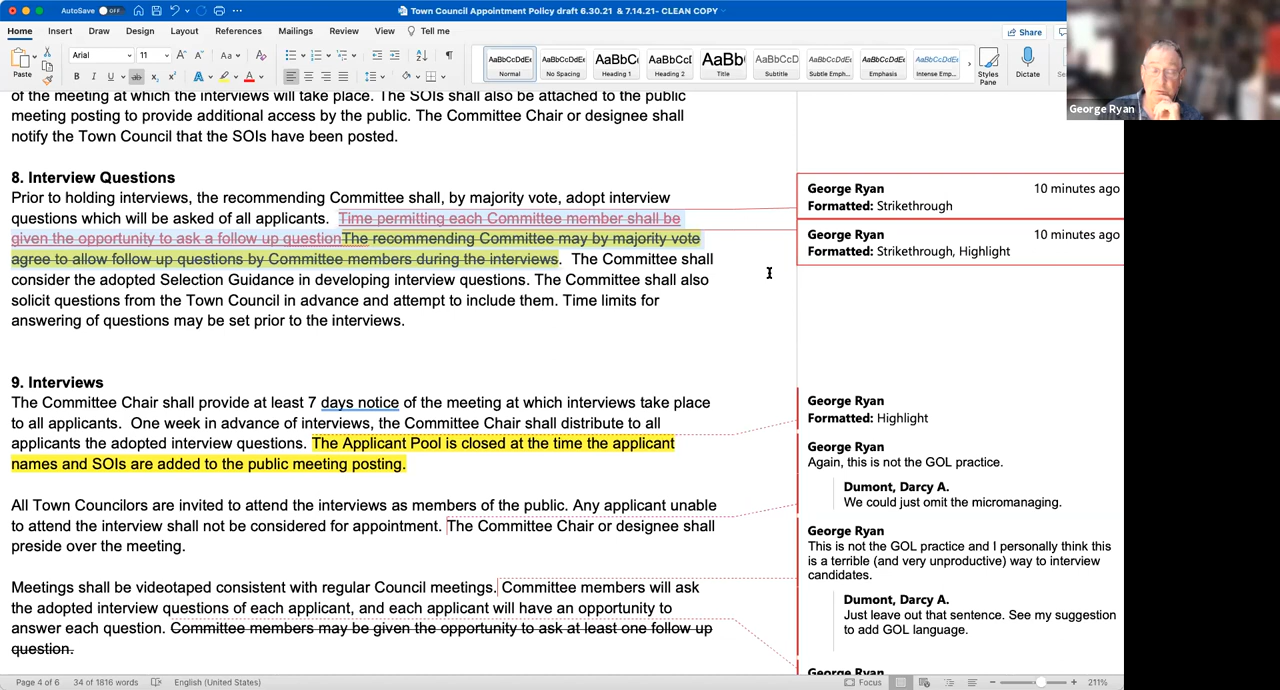 AutoSave OFF
Town Council Appointment Policy draft 6.30.21 & 7.14.21- CLEAN COPY
Home Insert Draw Design Layout References Mailings Review View Tell me
Share
Paste
Arial 11
AaBbCcDdEe AaBbCcDdEe AaBbC AaBbCcD AaBb AaBbCcD AaBbCcDdEe AaBbCcDdEe AaBbCcDdEe
Normal No Spacing Heading 1 Heading 2 Title Subtitle Subtle Emph... Emphasis Intense Emp...
Styles Pane
Dictate
George Ryan
of the meeting at which the interviews will take place. The SOIs shall also be attached to the public
meeting posting to provide additional access by the public. The Committee Chair or designee shall
notify the Town Council that the SOIs have been posted.
8. Interview Questions
Prior to holding interviews, the recommending Committee shall, by majority vote, adopt interview
questions which will be asked of all applicants. Time permitting each Committee member shall be
given the opportunity to ask a follow up questionThe recommending Committee may by majority vote
agree to allow follow up questions by Committee members during the interviews. The Committee shall
consider the adopted Selection Guidance in developing interview questions. The Committee shall also
solicit questions from the Town Council in advance and attempt to include them. Time limits for
answering of questions may be set prior to the interviews.
9. Interviews
The Committee Chair shall provide at least 7 days notice of the meeting at which interviews take place
to all applicants. One week in advance of interviews, the Committee Chair shall distribute to all
applicants the adopted interview questions. The Applicant Pool is closed at the time the applicant
names and SOIs are added to the public meeting posting.
All Town Councilors are invited to attend the interviews as members of the public. Any applicant unable
to attend the interview shall not be considered for appointment. The Committee Chair or designee shall
preside over the meeting.
Meetings shall be videotaped consistent with regular Council meetings. Committee members will ask
the adopted interview questions of each applicant, and each applicant will have an opportunity to
answer each question. Committee members may be given the opportunity to ask at least one follow up
question.
George Ryan 10 minutes ago
Formatted: Strikethrough
George Ryan 10 minutes ago
Formatted: Strikethrough, Highlight
George Ryan
Formatted: Highlight
George Ryan
Again, this is not the GOL practice.
Dumont, Darcy A.
We could just omit the micromanaging.
George Ryan
This is not the GOL practice and I personally think this
is a terrible (and very unproductive) way to interview
candidates.
Dumont, Darcy A.
Just leave out that sentence. See my suggestion
to add GOL language.
George Ryan
Page 4 of 6 34 of 1816 words English (United States) Focus 211%